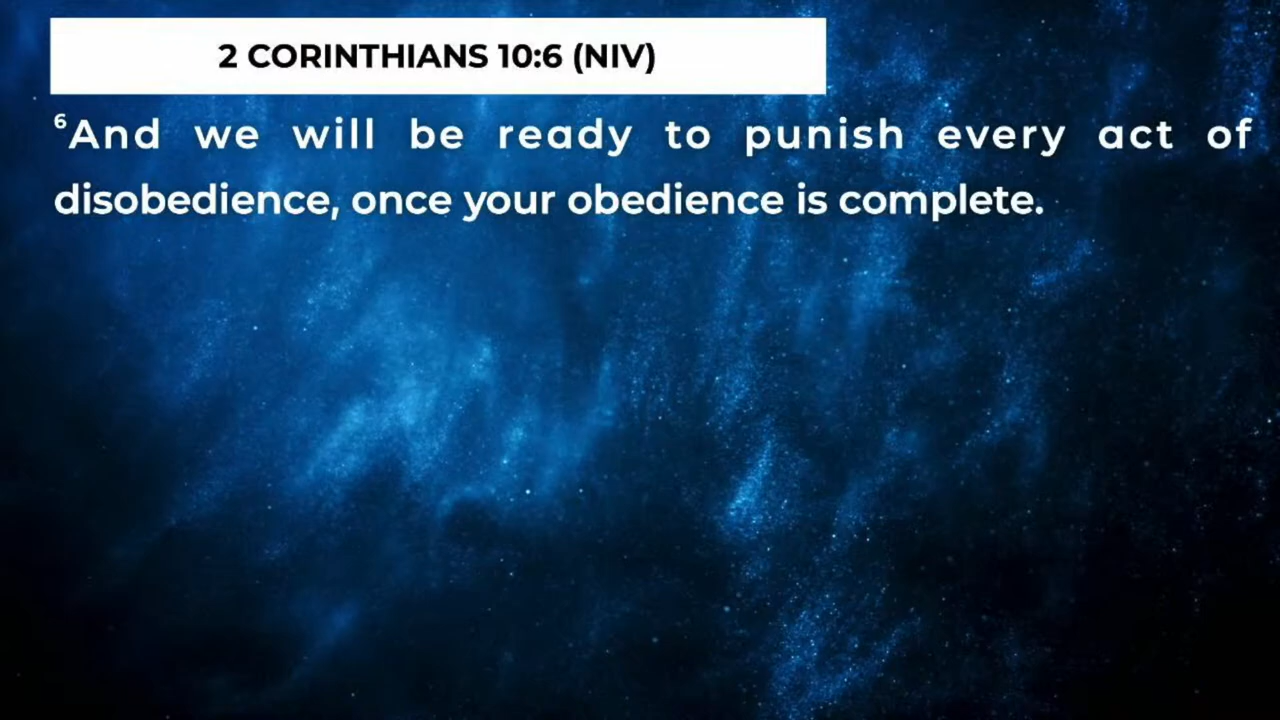 2 CORINTHIANS 10:6 (NIV)
⁶And we will be ready to punish every act of
disobedience, once your obedience is complete.